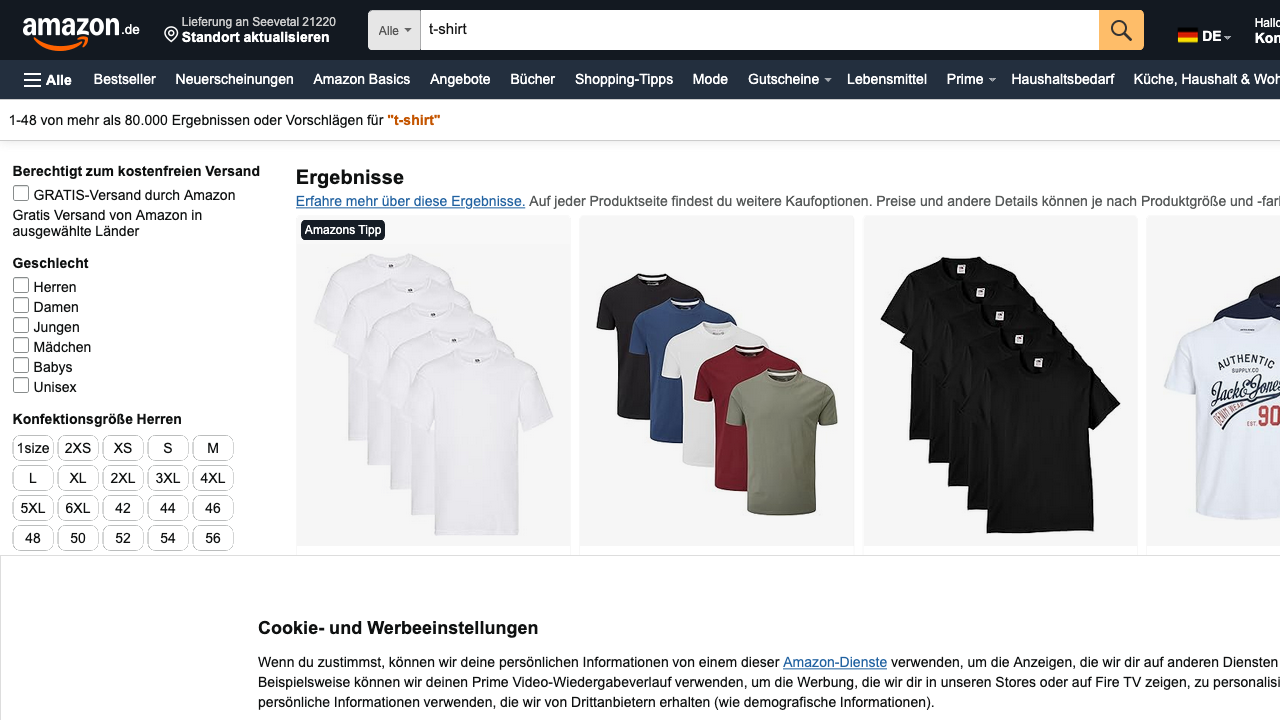 amazon.de
Lieferung an Seevetal 21220
Standort aktualisieren
Alle
t-shirt
DE
Hallo
Kon
Alle
Bestseller
Neuerscheinungen
Amazon Basics
Angebote
Bücher
Shopping-Tipps
Mode
Gutscheine
Lebensmittel
Prime
Haushaltsbedarf
Küche, Haushalt & Woh
1-48 von mehr als 80.000 Ergebnissen oder Vorschlägen für "t-shirt"
Berechtigt zum kostenfreien Versand
GRATIS-Versand durch Amazon
Gratis Versand von Amazon in
ausgewählte Länder
Geschlecht
Herren
Damen
Jungen
Mädchen
Babys
Unisex
Konfektionsgröße Herren
1size 2XS XS S M
L XL 2XL 3XL 4XL
5XL 6XL 42 44 46
48 50 52 54 56
Ergebnisse
Erfahre mehr über diese Ergebnisse. Auf jeder Produktseite findest du weitere Kaufoptionen. Preise und andere Details können je nach Produktgröße und -farb
Amazons Tipp
AUTHENTIC
SUPPLY.CO
Jack&Jones
DENIM WEAR
EST. 90
Cookie- und Werbeeinstellungen
Wenn du zustimmst, können wir deine persönlichen Informationen von einem dieser Amazon-Dienste verwenden, um die Anzeigen, die wir dir auf anderen Diensten
Beispielsweise können wir deinen Prime Video-Wiedergabeverlauf verwenden, um die Werbung, die wir dir in unseren Stores oder auf Fire TV zeigen, zu personalisi
persönliche Informationen verwenden, die wir von Drittanbietern erhalten (wie demografische Informationen).